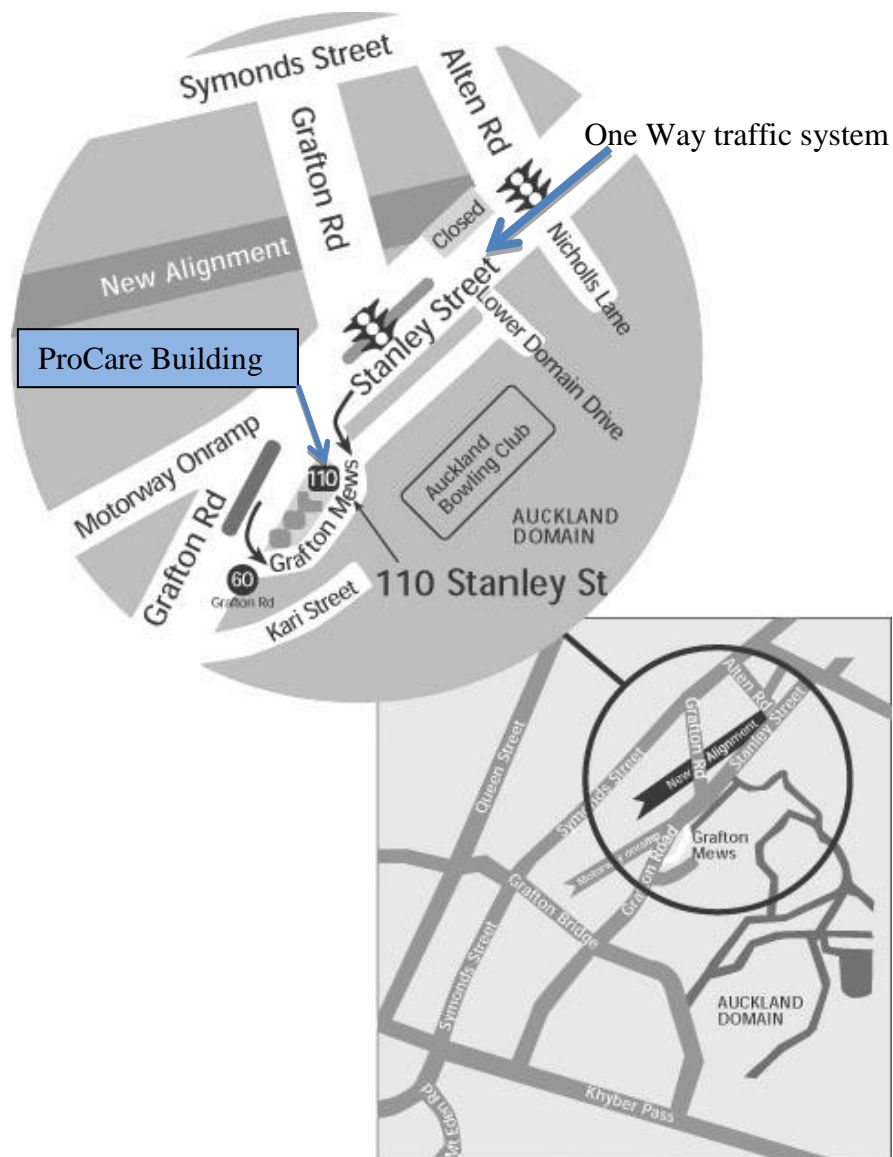 Symonds Street
Alten Rd
One Way traffic system
Grafton Rd
Closed
Nicholls Lane
New Alignment
Stanley Street
Lower Domain Drive
ProCare Building
Motorway Onramp
110
Grafton Mews
Auckland
Bowling Club
AUCKLAND
DOMAIN
Grafton Rd
60
Grafton Rd
110 Stanley St
Kari Street
Alten Rd
Grafton Rd
Stanley Street
New Alignment
Queen Street
Symonds Street
Grafton
Mews
Motorway onramp
Grafton Road
Grafton Bridge
Symonds Street
AUCKLAND
DOMAIN
Khyber Pass
Mt Eden Rd